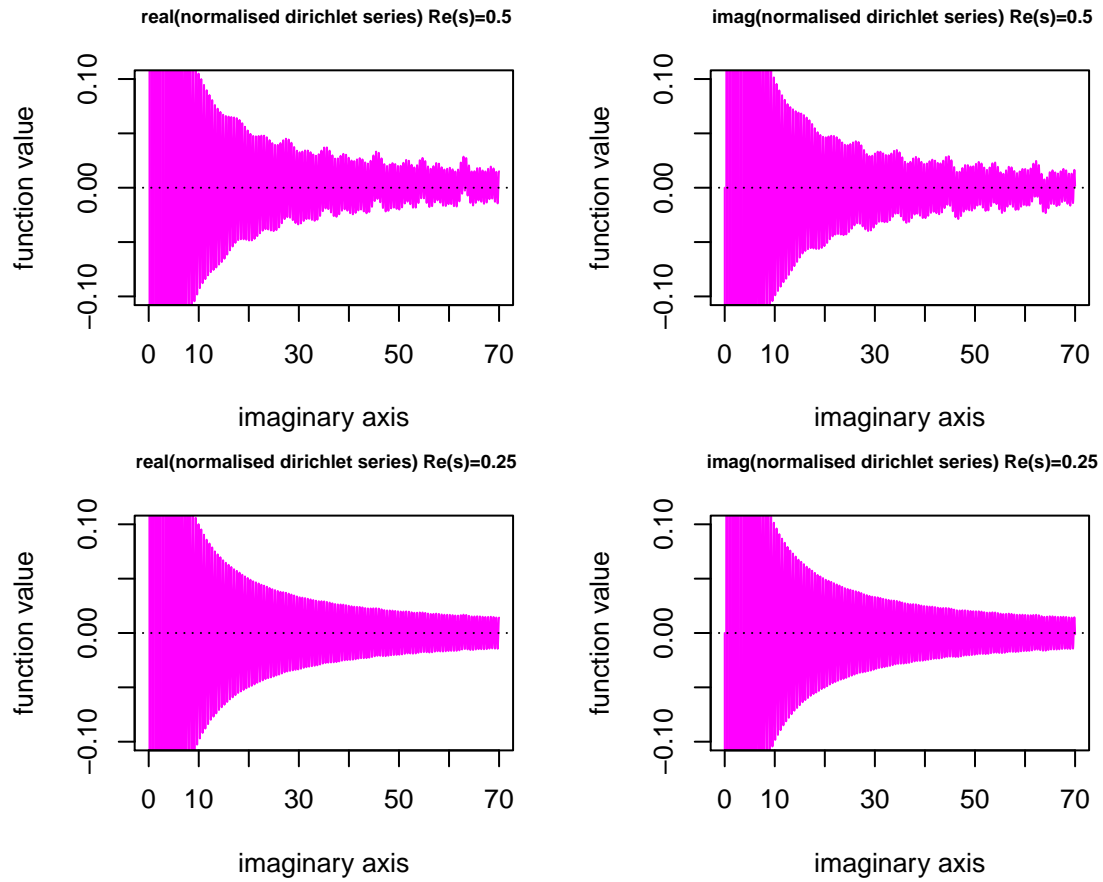 real(normalised dirichlet series) Re(s)=0.5
function value
0.10
0.00
−0.10
0 10 30 50 70
imaginary axis
imag(normalised dirichlet series) Re(s)=0.5
function value
0.10
0.00
−0.10
0 10 30 50 70
imaginary axis
real(normalised dirichlet series) Re(s)=0.25
function value
0.10
0.00
−0.10
0 10 30 50 70
imaginary axis
imag(normalised dirichlet series) Re(s)=0.25
function value
0.10
0.00
−0.10
0 10 30 50 70
imaginary axis